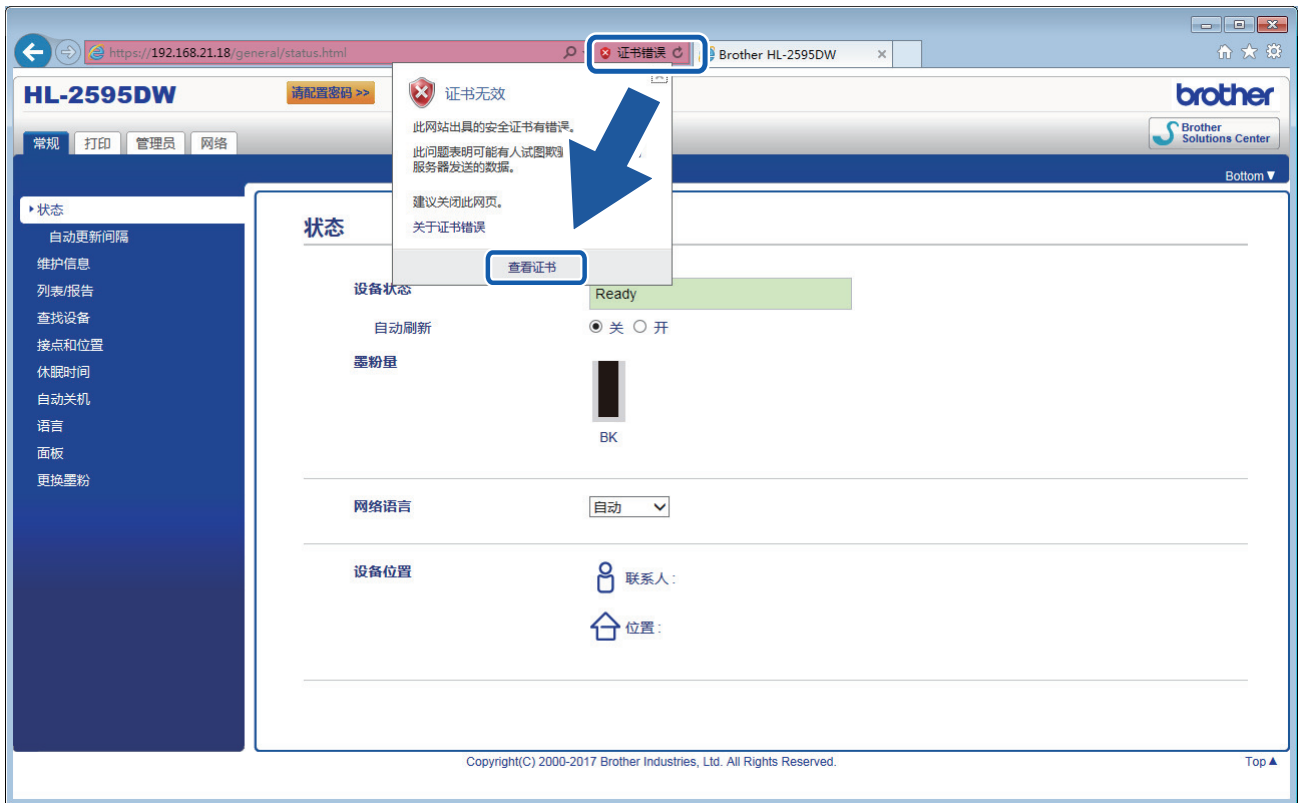 https://192.168.21.18/general/status.html
证书错误
Brother HL-2595DW
HL-2595DW
请配置密码 >>
brother
常规
打印
管理员
网络
Brother
Solutions Center
Bottom▼
证书无效
此网站出具的安全证书有错误。
此问题表明可能有人试图欺
服务器发送的数据。
建议关闭此网页。
关于证书错误
查看证书
状态
自动更新间隔
维护信息
列表/报告
查找设备
接点和位置
休眠时间
自动关机
语言
面板
更换墨粉
状态
设备状态
Ready
自动刷新
关 开
墨粉量
BK
网络语言
自动
设备位置
联系人 :
位置 :
Copyright(C) 2000-2017 Brother Industries, Ltd. All Rights Reserved.
Top▲